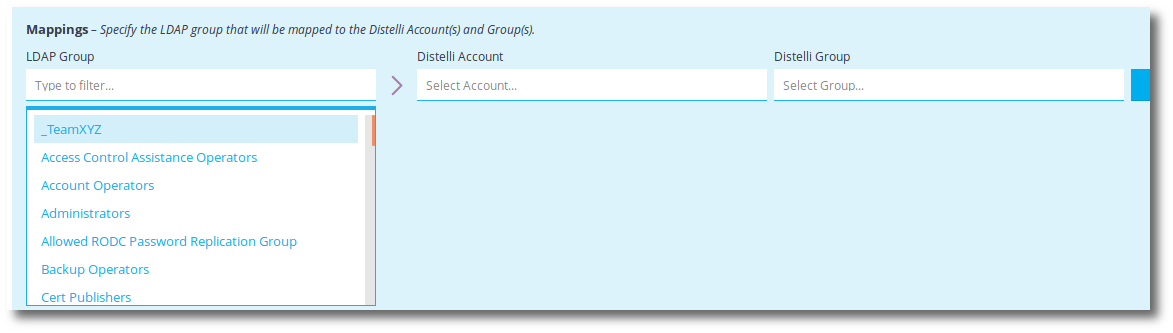 Mappings – Specify the LDAP group that will be mapped to the Distelli Account(s) and Group(s).
LDAP Group Distelli Account Distelli Group
Type to filter... Select Account... Select Group...
_TeamXYZ
Access Control Assistance Operators
Account Operators
Administrators
Allowed RODC Password Replication Group
Backup Operators
Cert Publishers